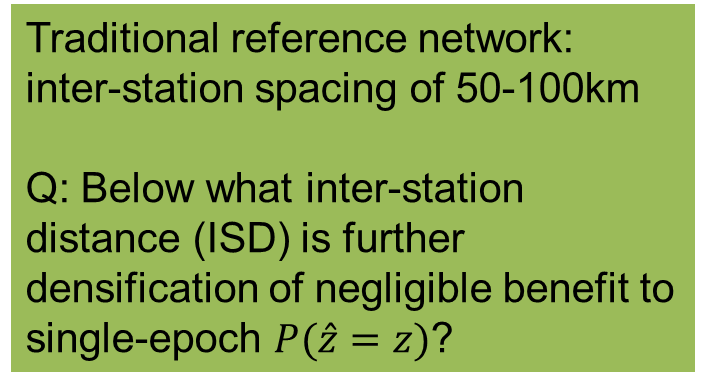 Traditional reference network:
inter-station spacing of 50-100km
Q: Below what inter-station
distance (ISD) is further
densification of negligible benefit to
single-epoch P(ẑ = z)?